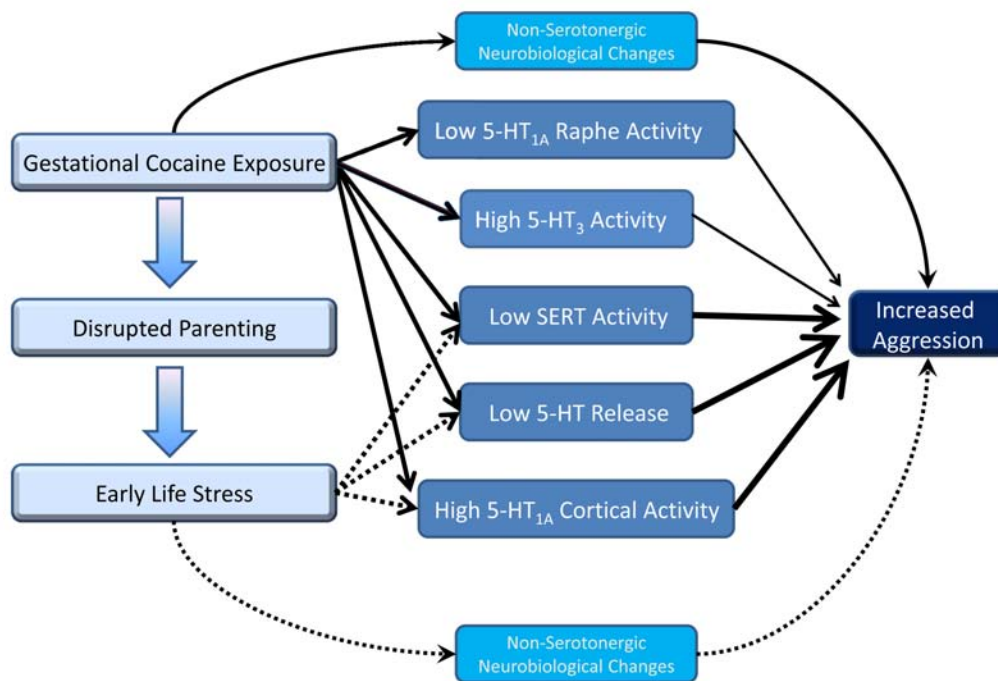 Non-Serotonergic
Neurobiological Changes
Gestational Cocaine Exposure
Low 5-HT₁ₐ Raphe Activity
High 5-HT₃ Activity
Disrupted Parenting
Low SERT Activity
Increased
Aggression
Low 5-HT Release
Early Life Stress
High 5-HT₁ₐ Cortical Activity
Non-Serotonergic
Neurobiological Changes